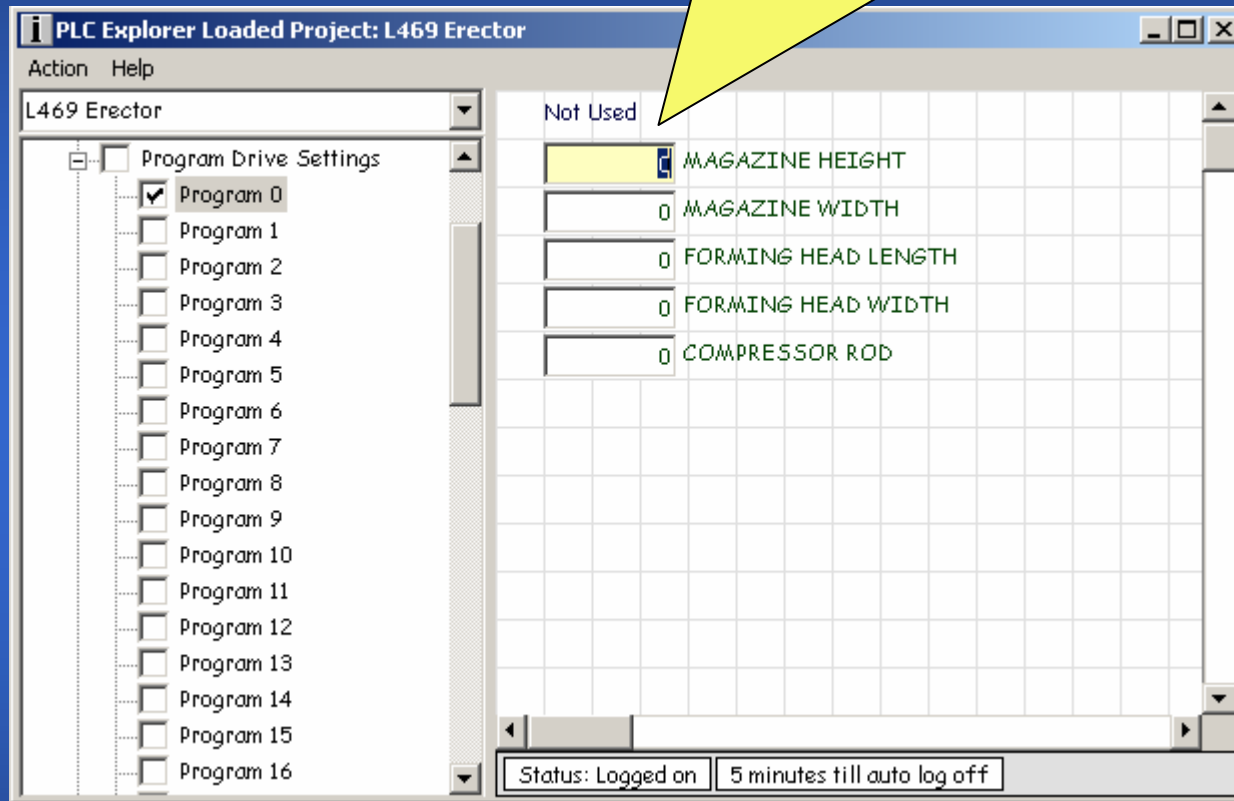 PLC Explorer Loaded Project: L469 Erector
Action Help
L469 Erector
Program Drive Settings
Program 0
Program 1
Program 2
Program 3
Program 4
Program 5
Program 6
Program 7
Program 8
Program 9
Program 10
Program 11
Program 12
Program 13
Program 14
Program 15
Program 16
Not Used
MAGAZINE HEIGHT
0 MAGAZINE WIDTH
0 FORMING HEAD LENGTH
0 FORMING HEAD WIDTH
0 COMPRESSOR ROD
Status: Logged on 5 minutes till auto log off